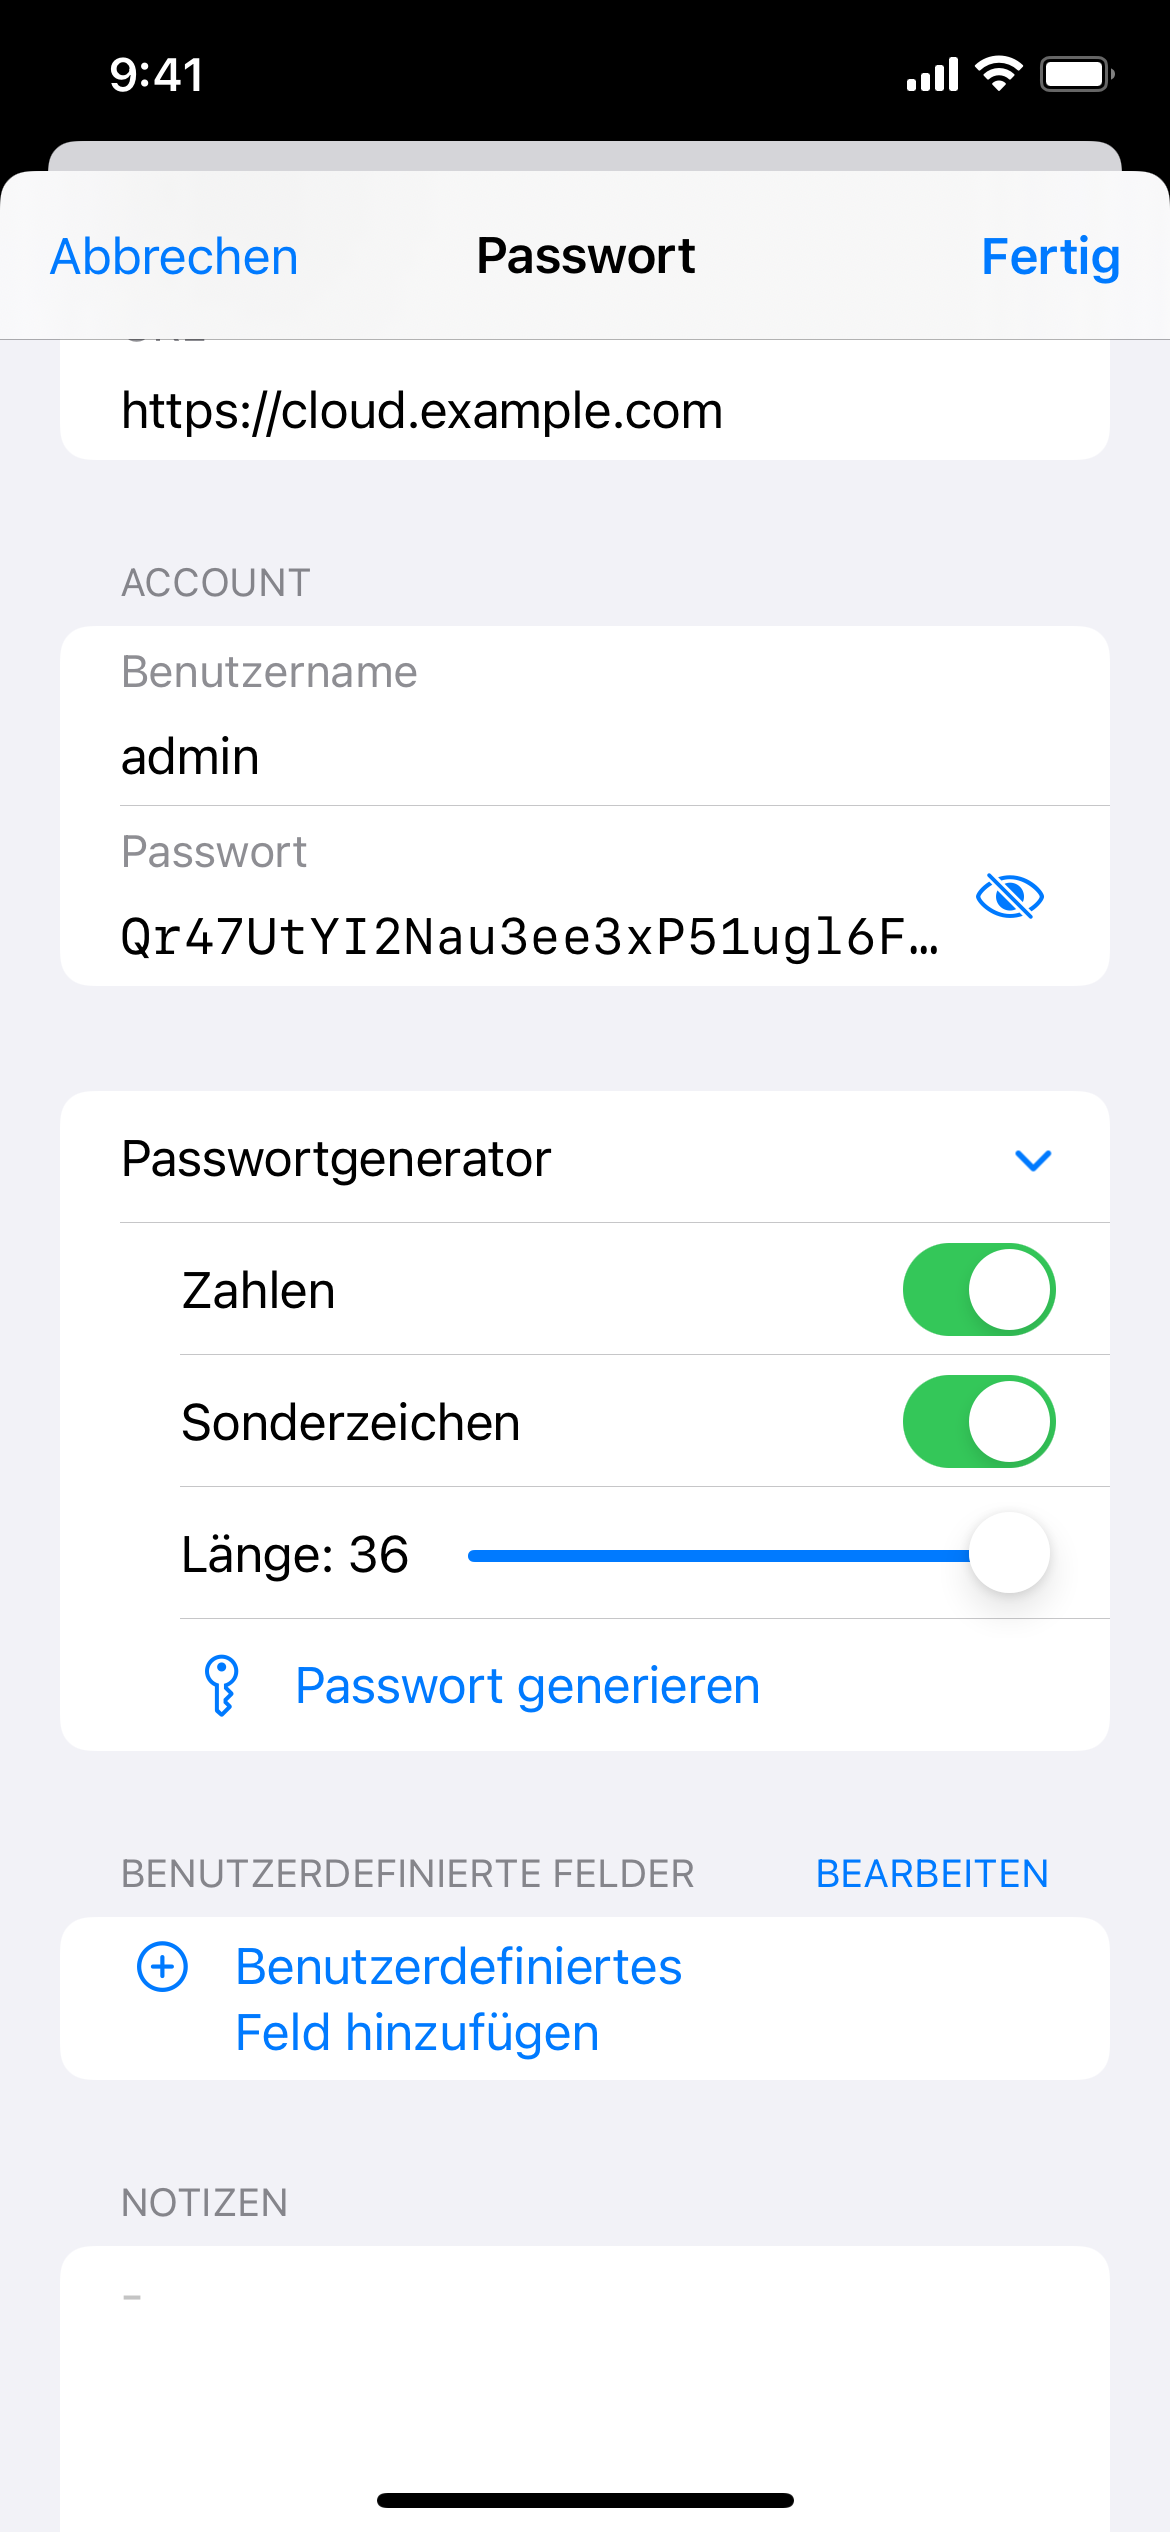 9:41
Abbrechen
Passwort
Fertig
https://cloud.example.com
ACCOUNT
Benutzername
admin
Passwort
Qr47UtYI2Nau3ee3xP51ugl6F…
Passwortgenerator
Zahlen
Sonderzeichen
Länge: 36
Passwort generieren
BENUTZERDEFINIERTE FELDER
BEARBEITEN
Benutzerdefiniertes
Feld hinzufügen
NOTIZEN
-